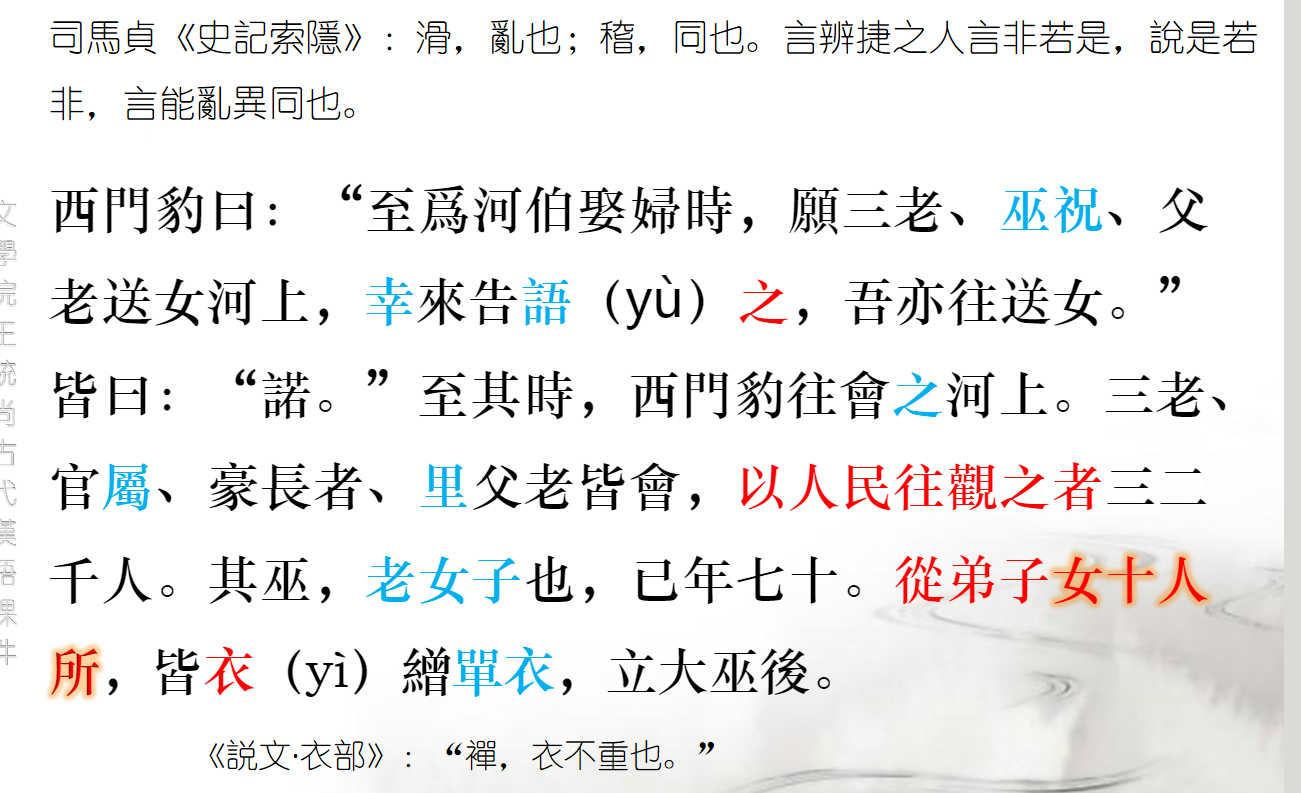 司馬貞《史記索隱》：滑，亂也；稽，同也。言辨捷之人言非若是，說是若
非，言能亂異同也。
西門豹曰：“至爲河伯娶婦時，願三老、巫祝、父
老送女河上，幸來告語（yù）之，吾亦往送女。”
皆曰：“諾。”至其時，西門豹往會之河上。三老、
官屬、豪長者、里父老皆會，以人民往觀之者三二
千人。其巫，老女子也，已年七十。從弟子女十人
所，皆衣（yì）繒單衣，立大巫後。
《説文·衣部》：“襌，衣不重也。”
文學院王統尚古代漢語課件